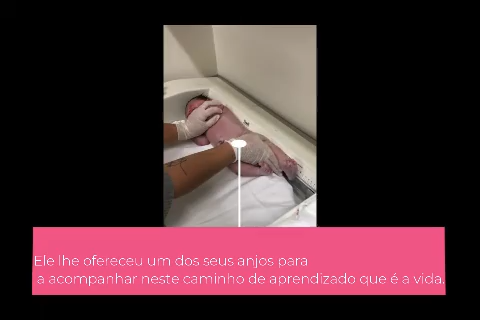 Ele lhe ofereceu um dos seus anjos para
a acompanhar neste caminho de aprendizado que é a vida.